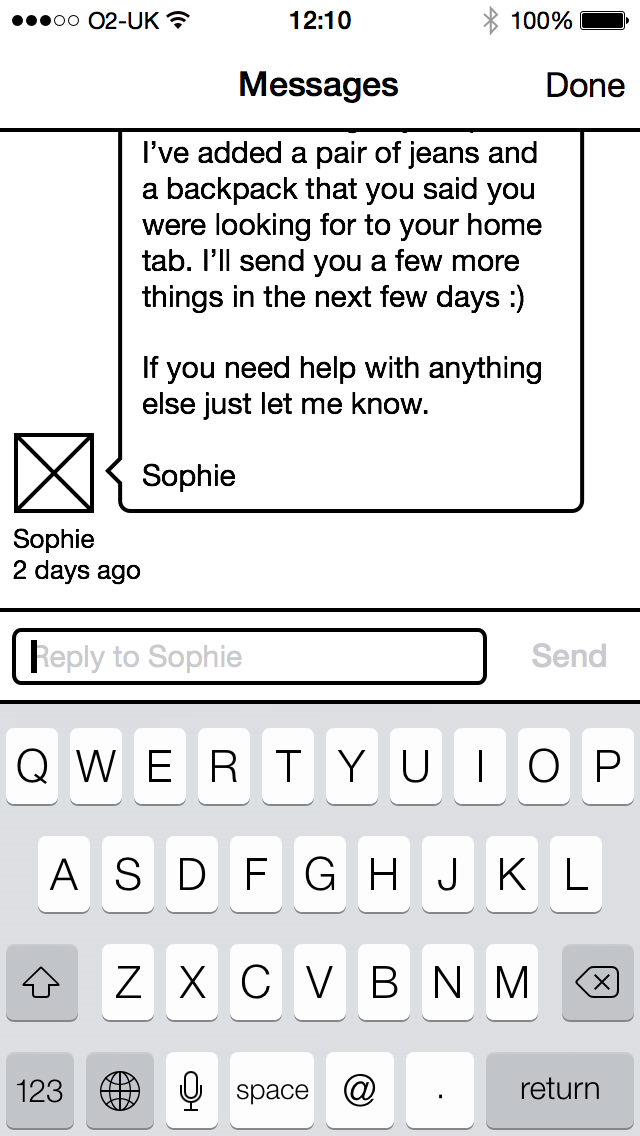 O2-UK 12:10 100%
Messages Done
I’ve added a pair of jeans and
a backpack that you said you
were looking for to your home
tab. I’ll send you a few more
things in the next few days :)
If you need help with anything
else just let me know.
Sophie
Sophie
2 days ago
Reply to Sophie Send
Q W E R T Y U I O P
A S D F G H J K L
Z X C V B N M
123 space @ . return